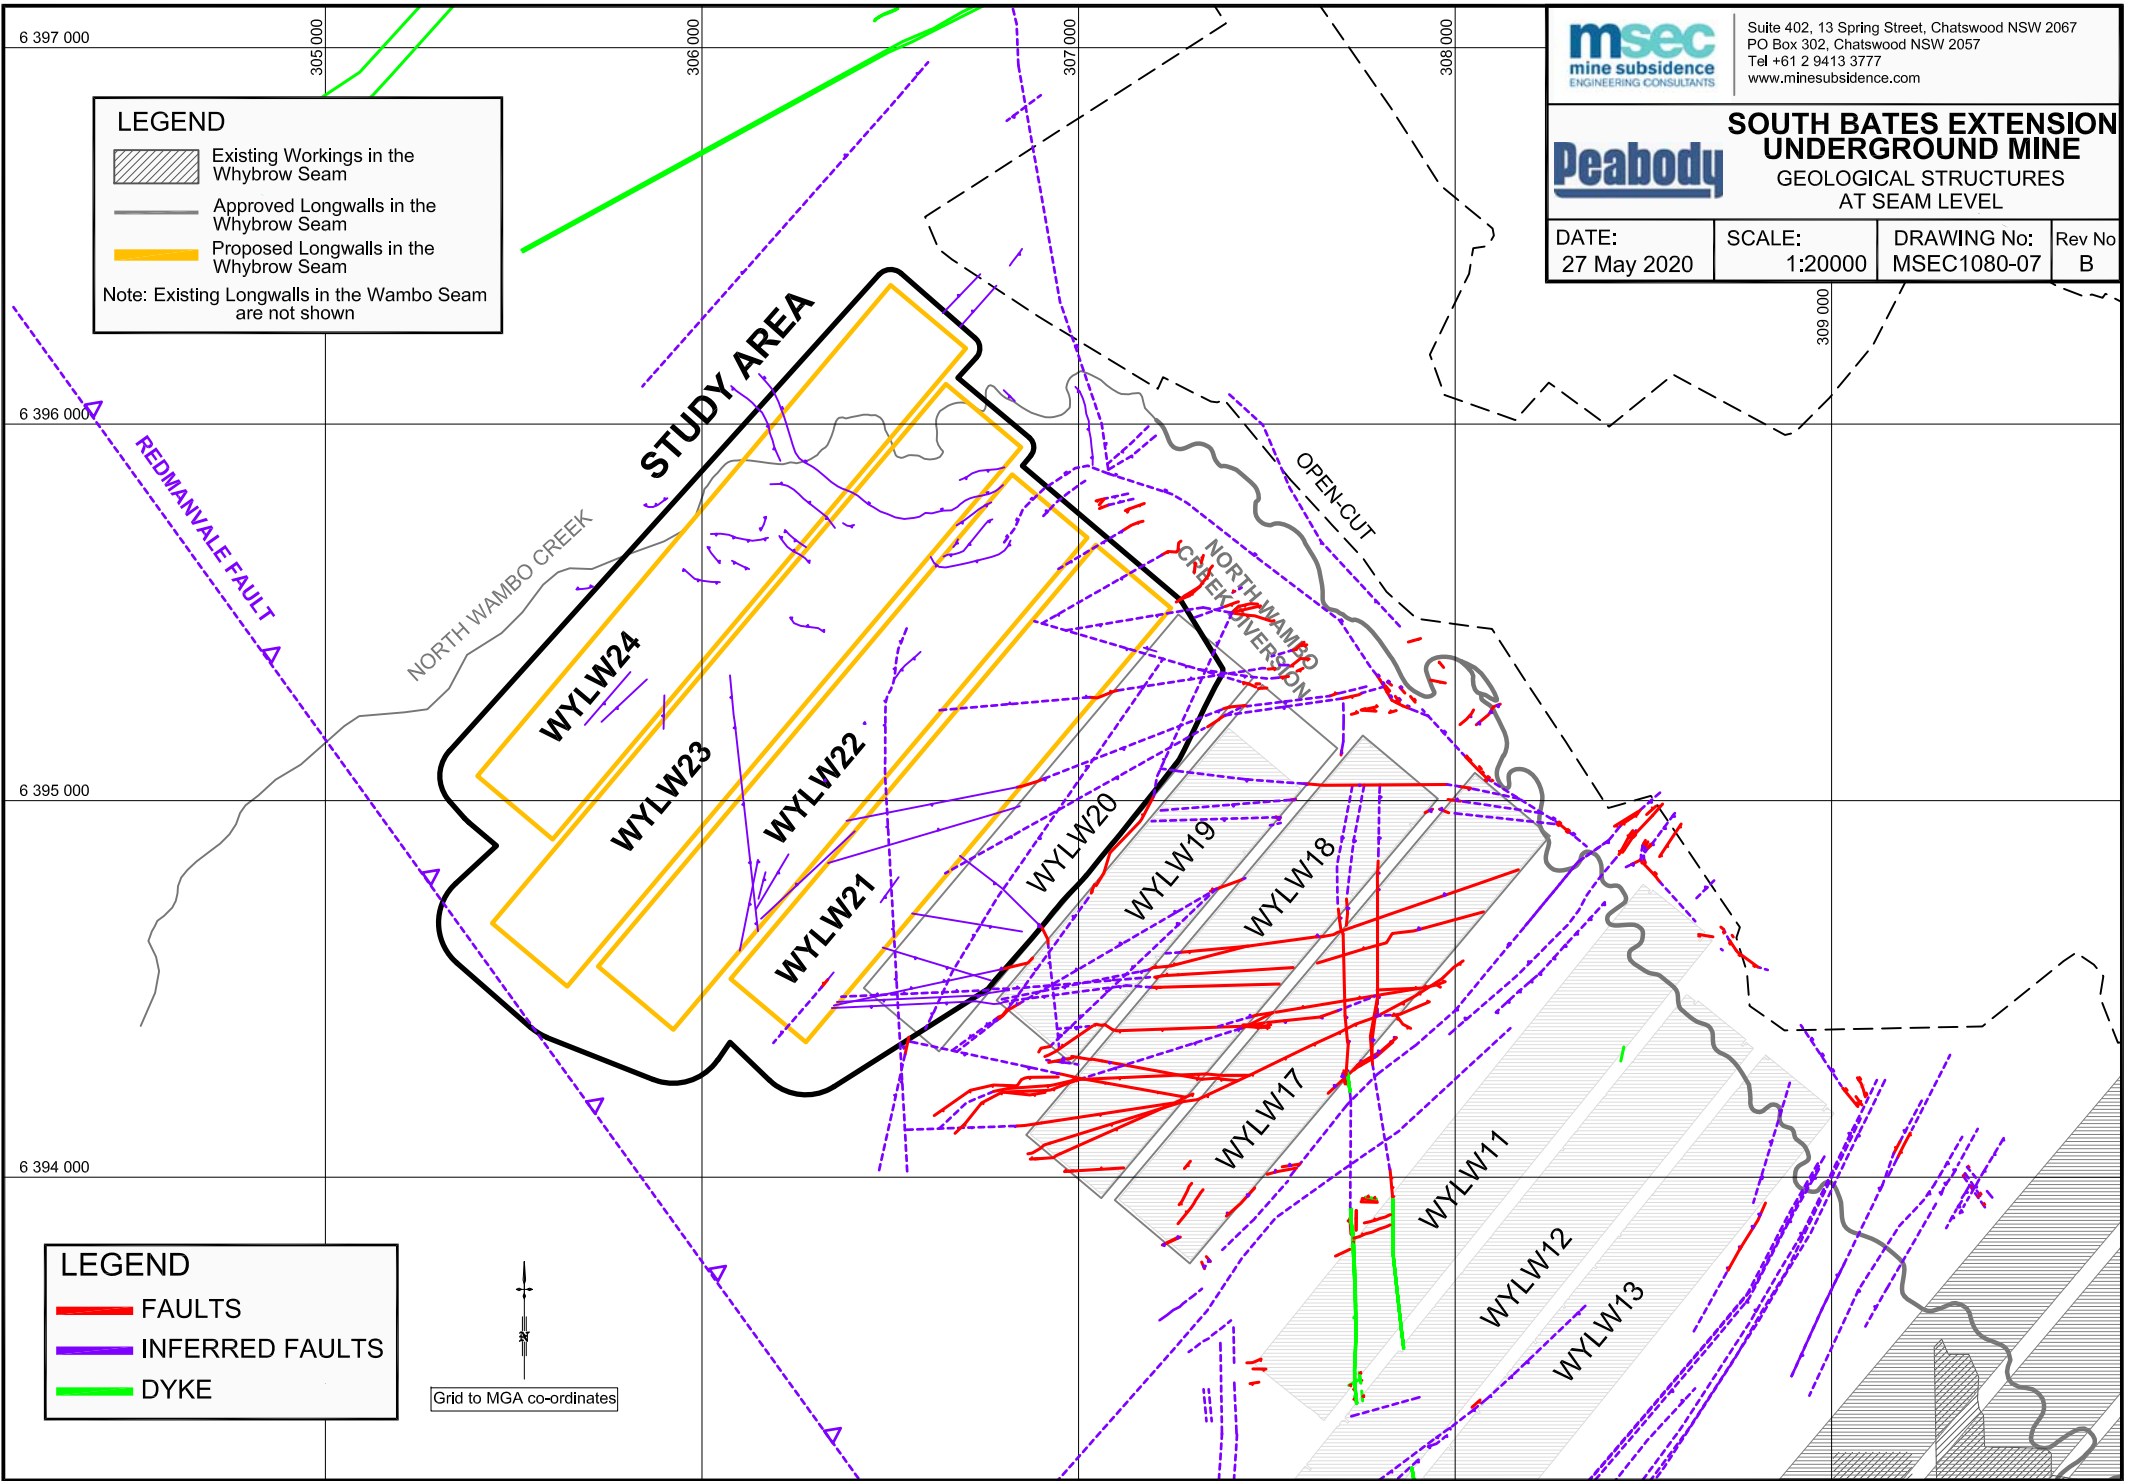 6 397 000
305 000
306 000
307 000
308 000
msec
mine subsidence
ENGINEERING CONSULTANTS
Suite 402, 13 Spring Street, Chatswood NSW 2067
PO Box 302, Chatswood NSW 2057
Tel +61 2 9413 3777
www.minesubsidence.com
Peabody
SOUTH BATES EXTENSION
UNDERGROUND MINE
GEOLOGICAL STRUCTURES
AT SEAM LEVEL
DATE:
27 May 2020
SCALE:
1:20000
DRAWING No:
MSEC1080-07
Rev No
B
309 000
LEGEND
Existing Workings in the
Whybrow Seam
Approved Longwalls in the
Whybrow Seam
Proposed Longwalls in the
Whybrow Seam
Note: Existing Longwalls in the Wambo Seam
are not shown
STUDY AREA
6 396 000
REDMANVALE FAULT
NORTH WAMBO CREEK
OPEN-CUT
NORTH WAMBO
CREEK DIVERSION
WYLW24
WYLW23
WYLW22
WYLW21
WYLW20
WYLW19
WYLW18
WYLW17
WYLW11
WYLW12
WYLW13
6 395 000
6 394 000
LEGEND
FAULTS
INFERRED FAULTS
DYKE
N
Grid to MGA co-ordinates